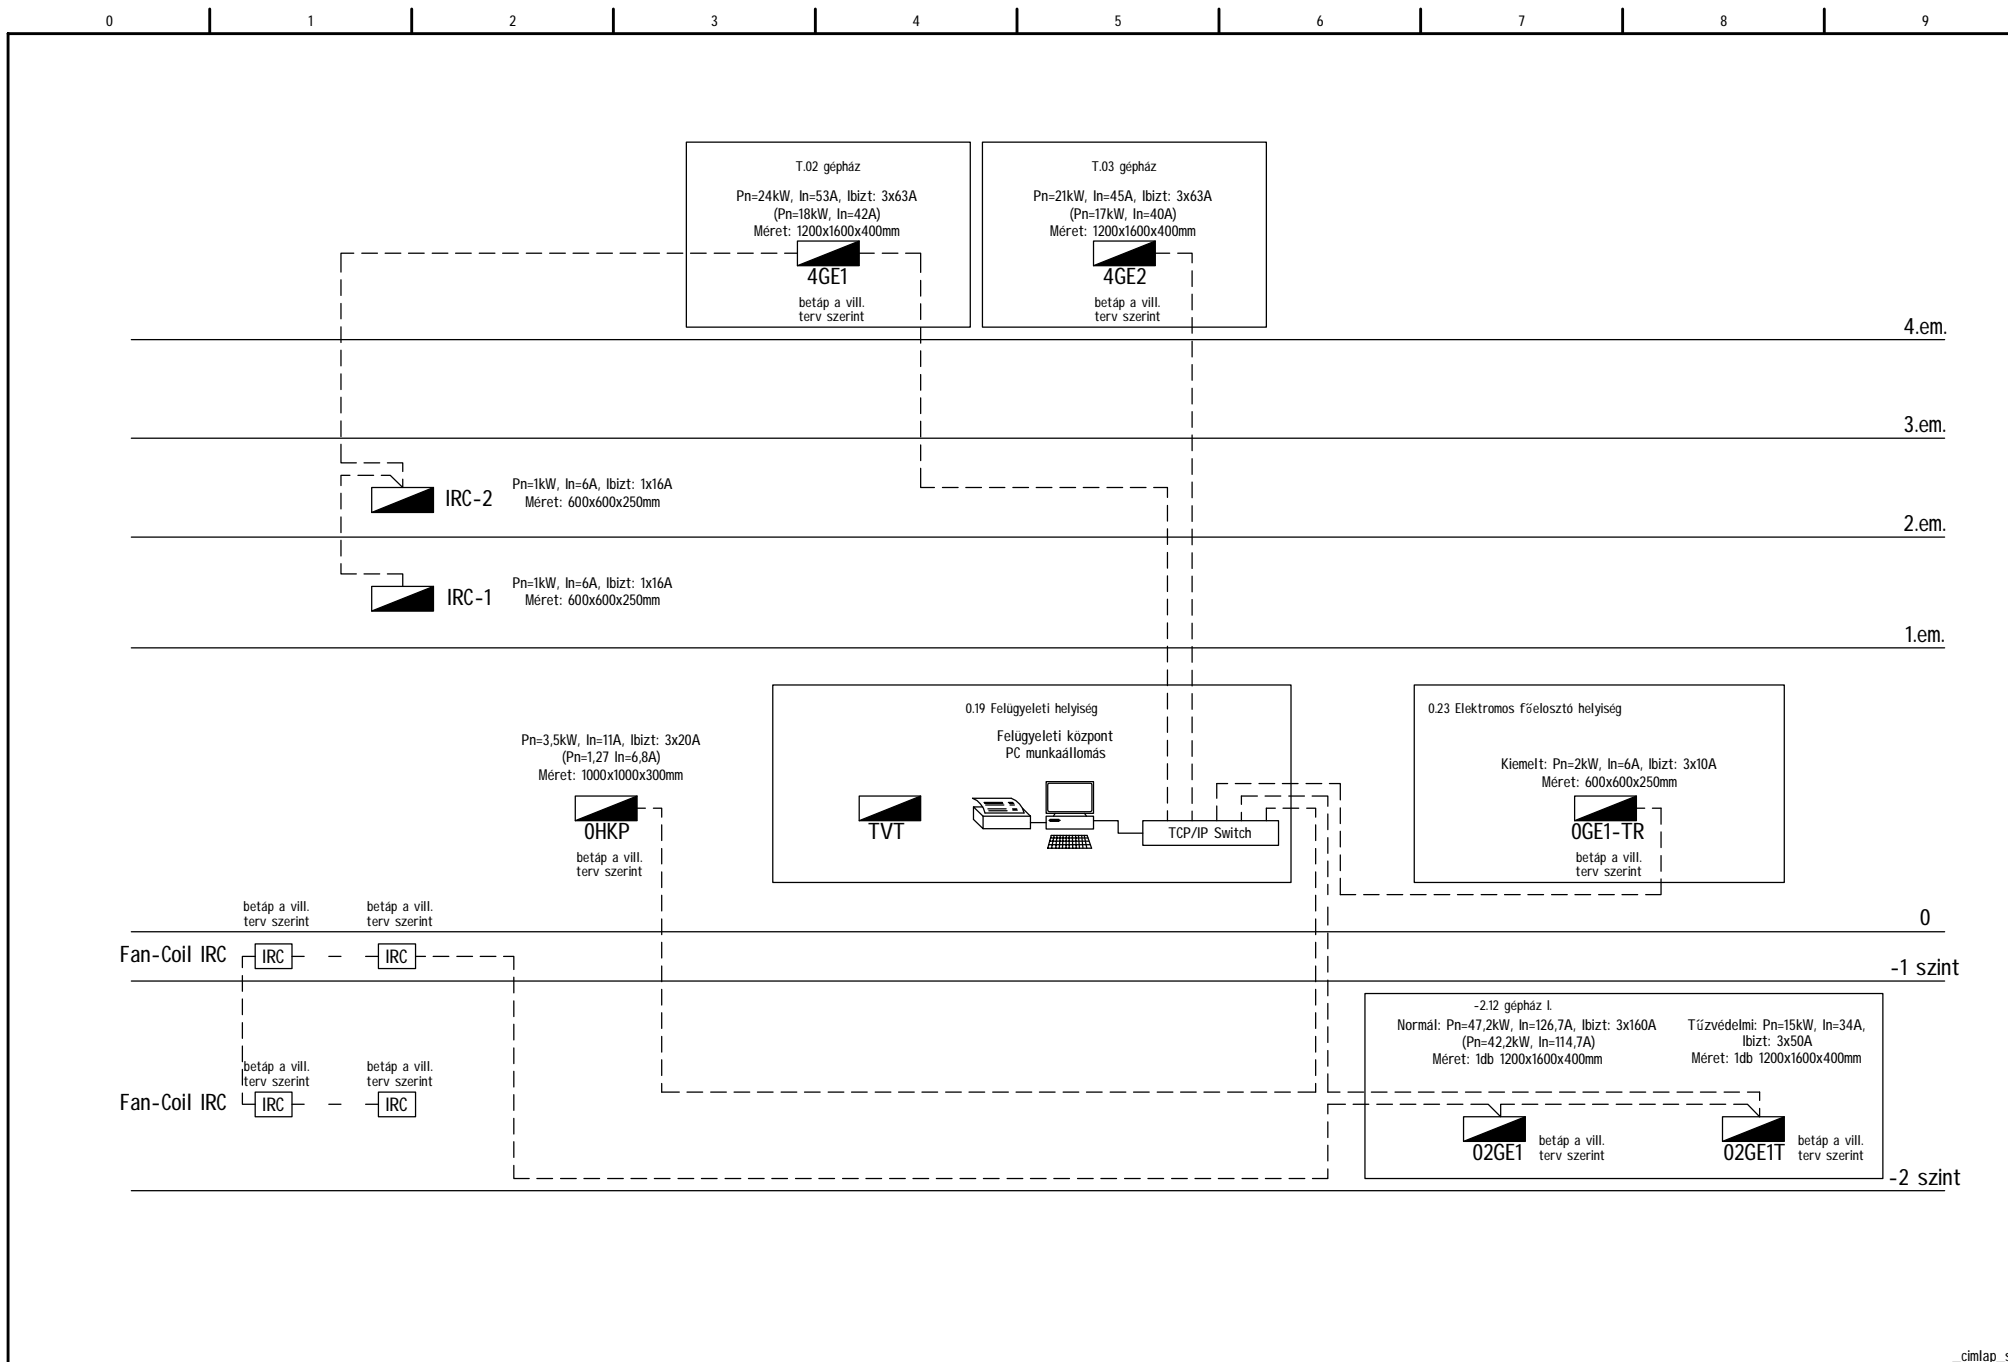 0 1 2 3 4 5 6 7 8 9
T.02 gépház
Pn=24kW, In=53A, Ibizt: 3x63A
(Pn=18kW, In=42A)
Méret: 1200x1600x400mm
4GE1
betáp a vill.
terv szerint
T.03 gépház
Pn=21kW, In=45A, Ibizt: 3x63A
(Pn=17kW, In=40A)
Méret: 1200x1600x400mm
4GE2
betáp a vill.
terv szerint
4.em.
3.em.
IRC-2
Pn=1kW, In=6A, Ibizt: 1x16A
Méret: 600x600x250mm
2.em.
IRC-1
Pn=1kW, In=6A, Ibizt: 1x16A
Méret: 600x600x250mm
1.em.
Pn=3,5kW, In=11A, Ibizt: 3x20A
(Pn=1,27 In=6,8A)
Méret: 1000x1000x300mm
0HKP
betáp a vill.
terv szerint
0.19 Felügyeleti helyiség
Felügyeleti központ
PC munkaállomás
TVT
TCP/IP Switch
0.23 Elektromos főelosztó helyiség
Kiemelt: Pn=2kW, In=6A, Ibizt: 3x10A
Méret: 600x600x250mm
0GE1-TR
betáp a vill.
terv szerint
betáp a vill.
terv szerint
betáp a vill.
terv szerint
0
Fan-Coil IRC
IRC
IRC
-1 szint
-2.12 gépház I.
Normál: Pn=47,2kW, In=126,7A, Ibizt: 3x160A
(Pn=42,2kW, In=114,7A)
Méret: 1db 1200x1600x400mm
Tűzvédelmi: Pn=15kW, In=34A,
Ibizt: 3x50A
Méret: 1db 1200x1600x400mm
betáp a vill.
terv szerint
betáp a vill.
terv szerint
Fan-Coil IRC
IRC
IRC
02GE1
betáp a vill.
terv szerint
02GE1T
betáp a vill.
terv szerint
-2 szint